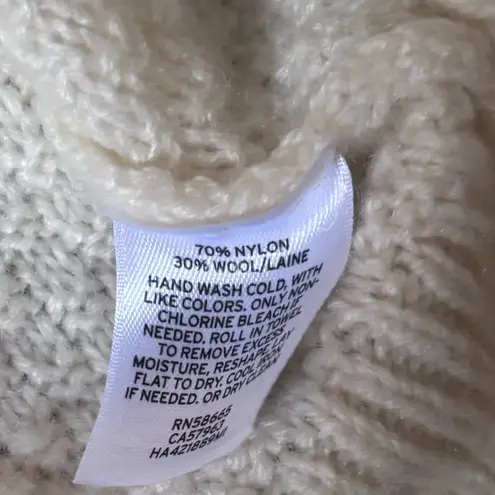 70% NYLON
30% WOOL/LAINE
HAND WASH COLD, WITH
LIKE COLORS. ONLY NON-
CHLORINE BLEACH IF
NEEDED. ROLL IN TOWEL
TO REMOVE EXCESS
MOISTURE, RESHAPE, LAY
FLAT TO DRY. COOL IRON
IF NEEDED. OR DRY CLEAN
RN58665
CA57963